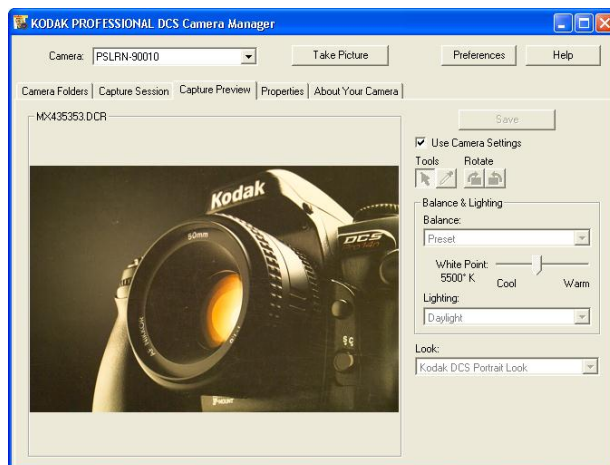 KODAK PROFESSIONAL DCS Camera Manager
Camera: PSLRN-90010 Take Picture Preferences Help
Camera Folders Capture Session Capture Preview Properties About Your Camera
MX435353.DCR
Save
Use Camera Settings
Tools Rotate
Balance & Lighting
Balance:
Preset
White Point:
5500° K Cool Warm
Lighting:
Daylight
Look:
Kodak DCS Portrait Look
Kodak
50mm
DCS